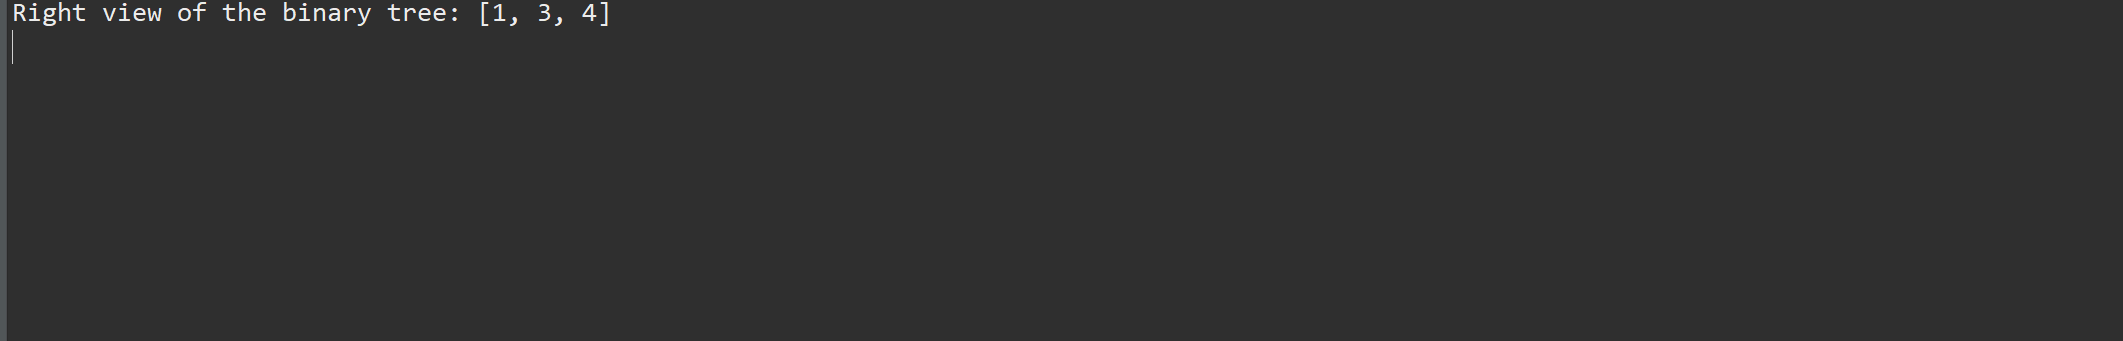 Right view of the binary tree: [1, 3, 4]